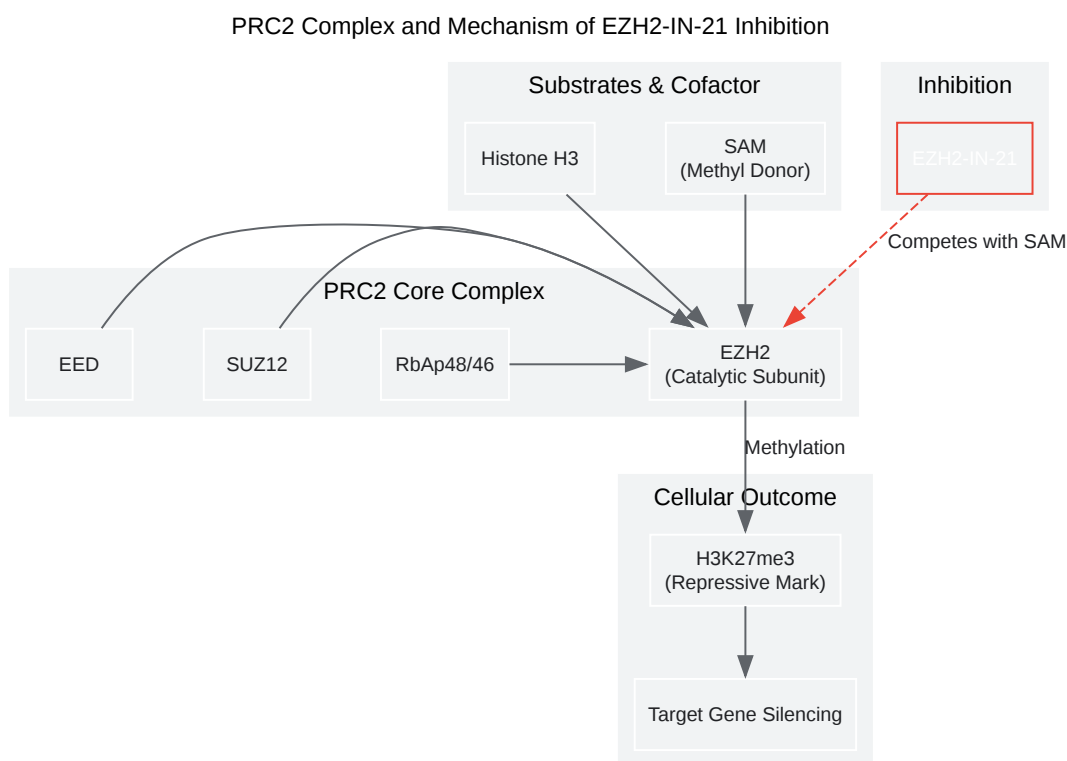 PRC2 Complex and Mechanism of EZH2-IN-21 Inhibition
Substrates & Cofactor
Inhibition
Histone H3
SAM
(Methyl Donor)
EZH2-IN-21
Competes with SAM
PRC2 Core Complex
EED
SUZ12
RbAp48/46
EZH2
(Catalytic Subunit)
Methylation
Cellular Outcome
H3K27me3
(Repressive Mark)
Target Gene Silencing